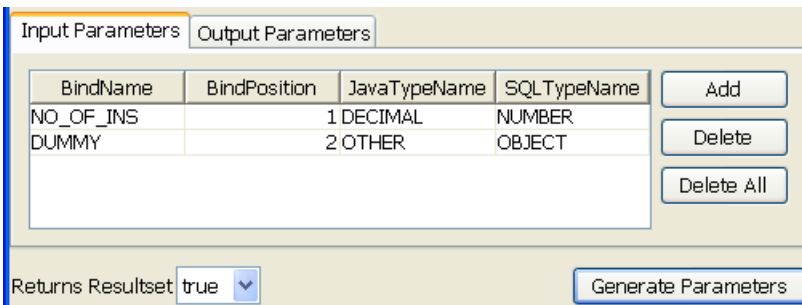 Input Parameters Output Parameters
BindName BindPosition JavaTypeName SQLTypeName
NO_OF_INS 1 DECIMAL NUMBER
DUMMY 2 OTHER OBJECT
Add
Delete
Delete All
Returns Resultset true Generate Parameters